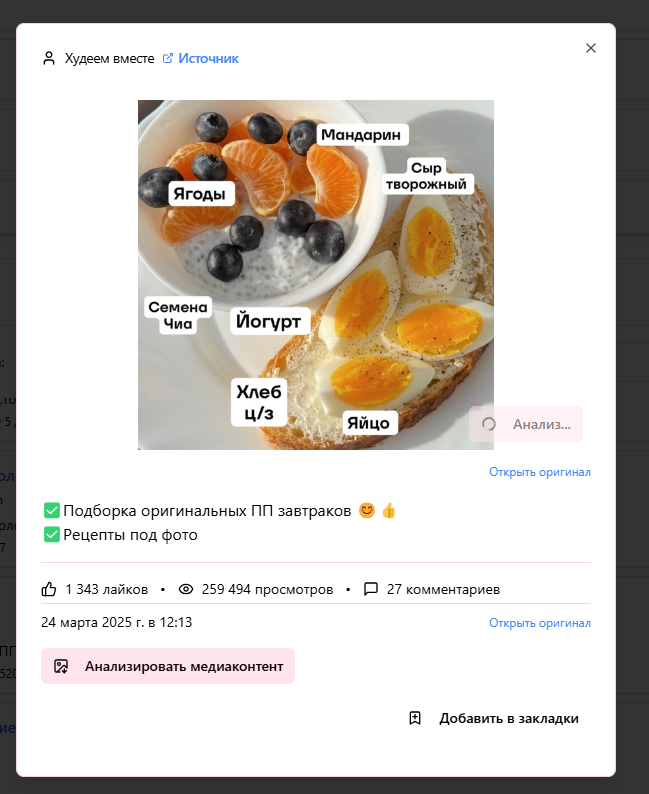 Худеем вместе Источник
Мандарин
Сыр
творожный
Ягоды
Семена
Чиа
Йогурт
Хлеб
ц/з
Яйцо
Анализ...
Открыть оригинал
✅Подборка оригинальных ПП завтраков 😊 👍
✅Рецепты под фото
1 343 лайков • 259 494 просмотров • 27 комментариев
24 марта 2025 г. в 12:13
Открыть оригинал
Анализировать медиаконтент
Добавить в закладки